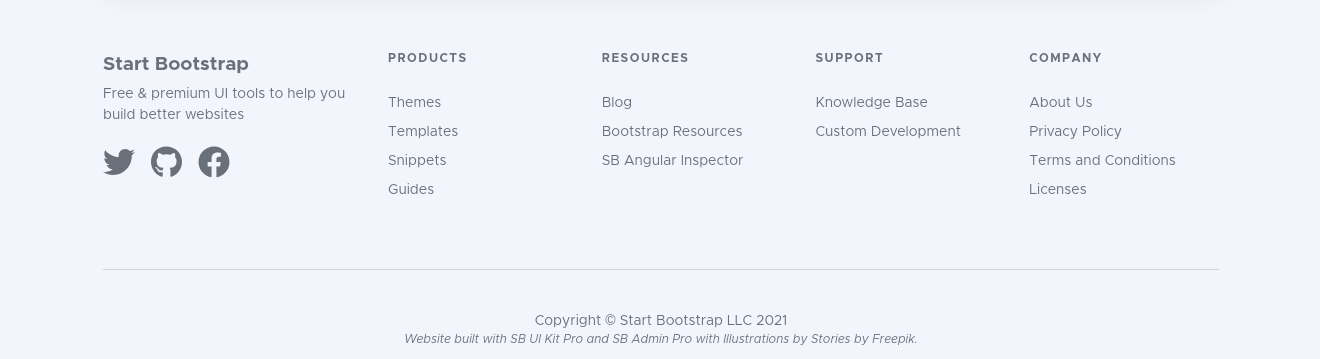 Start Bootstrap
Free & premium UI tools to help you
build better websites
PRODUCTS
Themes
Templates
Snippets
Guides
RESOURCES
Blog
Bootstrap Resources
SB Angular Inspector
SUPPORT
Knowledge Base
Custom Development
COMPANY
About Us
Privacy Policy
Terms and Conditions
Licenses
Copyright © Start Bootstrap LLC 2021
Website built with SB UI Kit Pro and SB Admin Pro with Illustrations by Stories by Freepik.